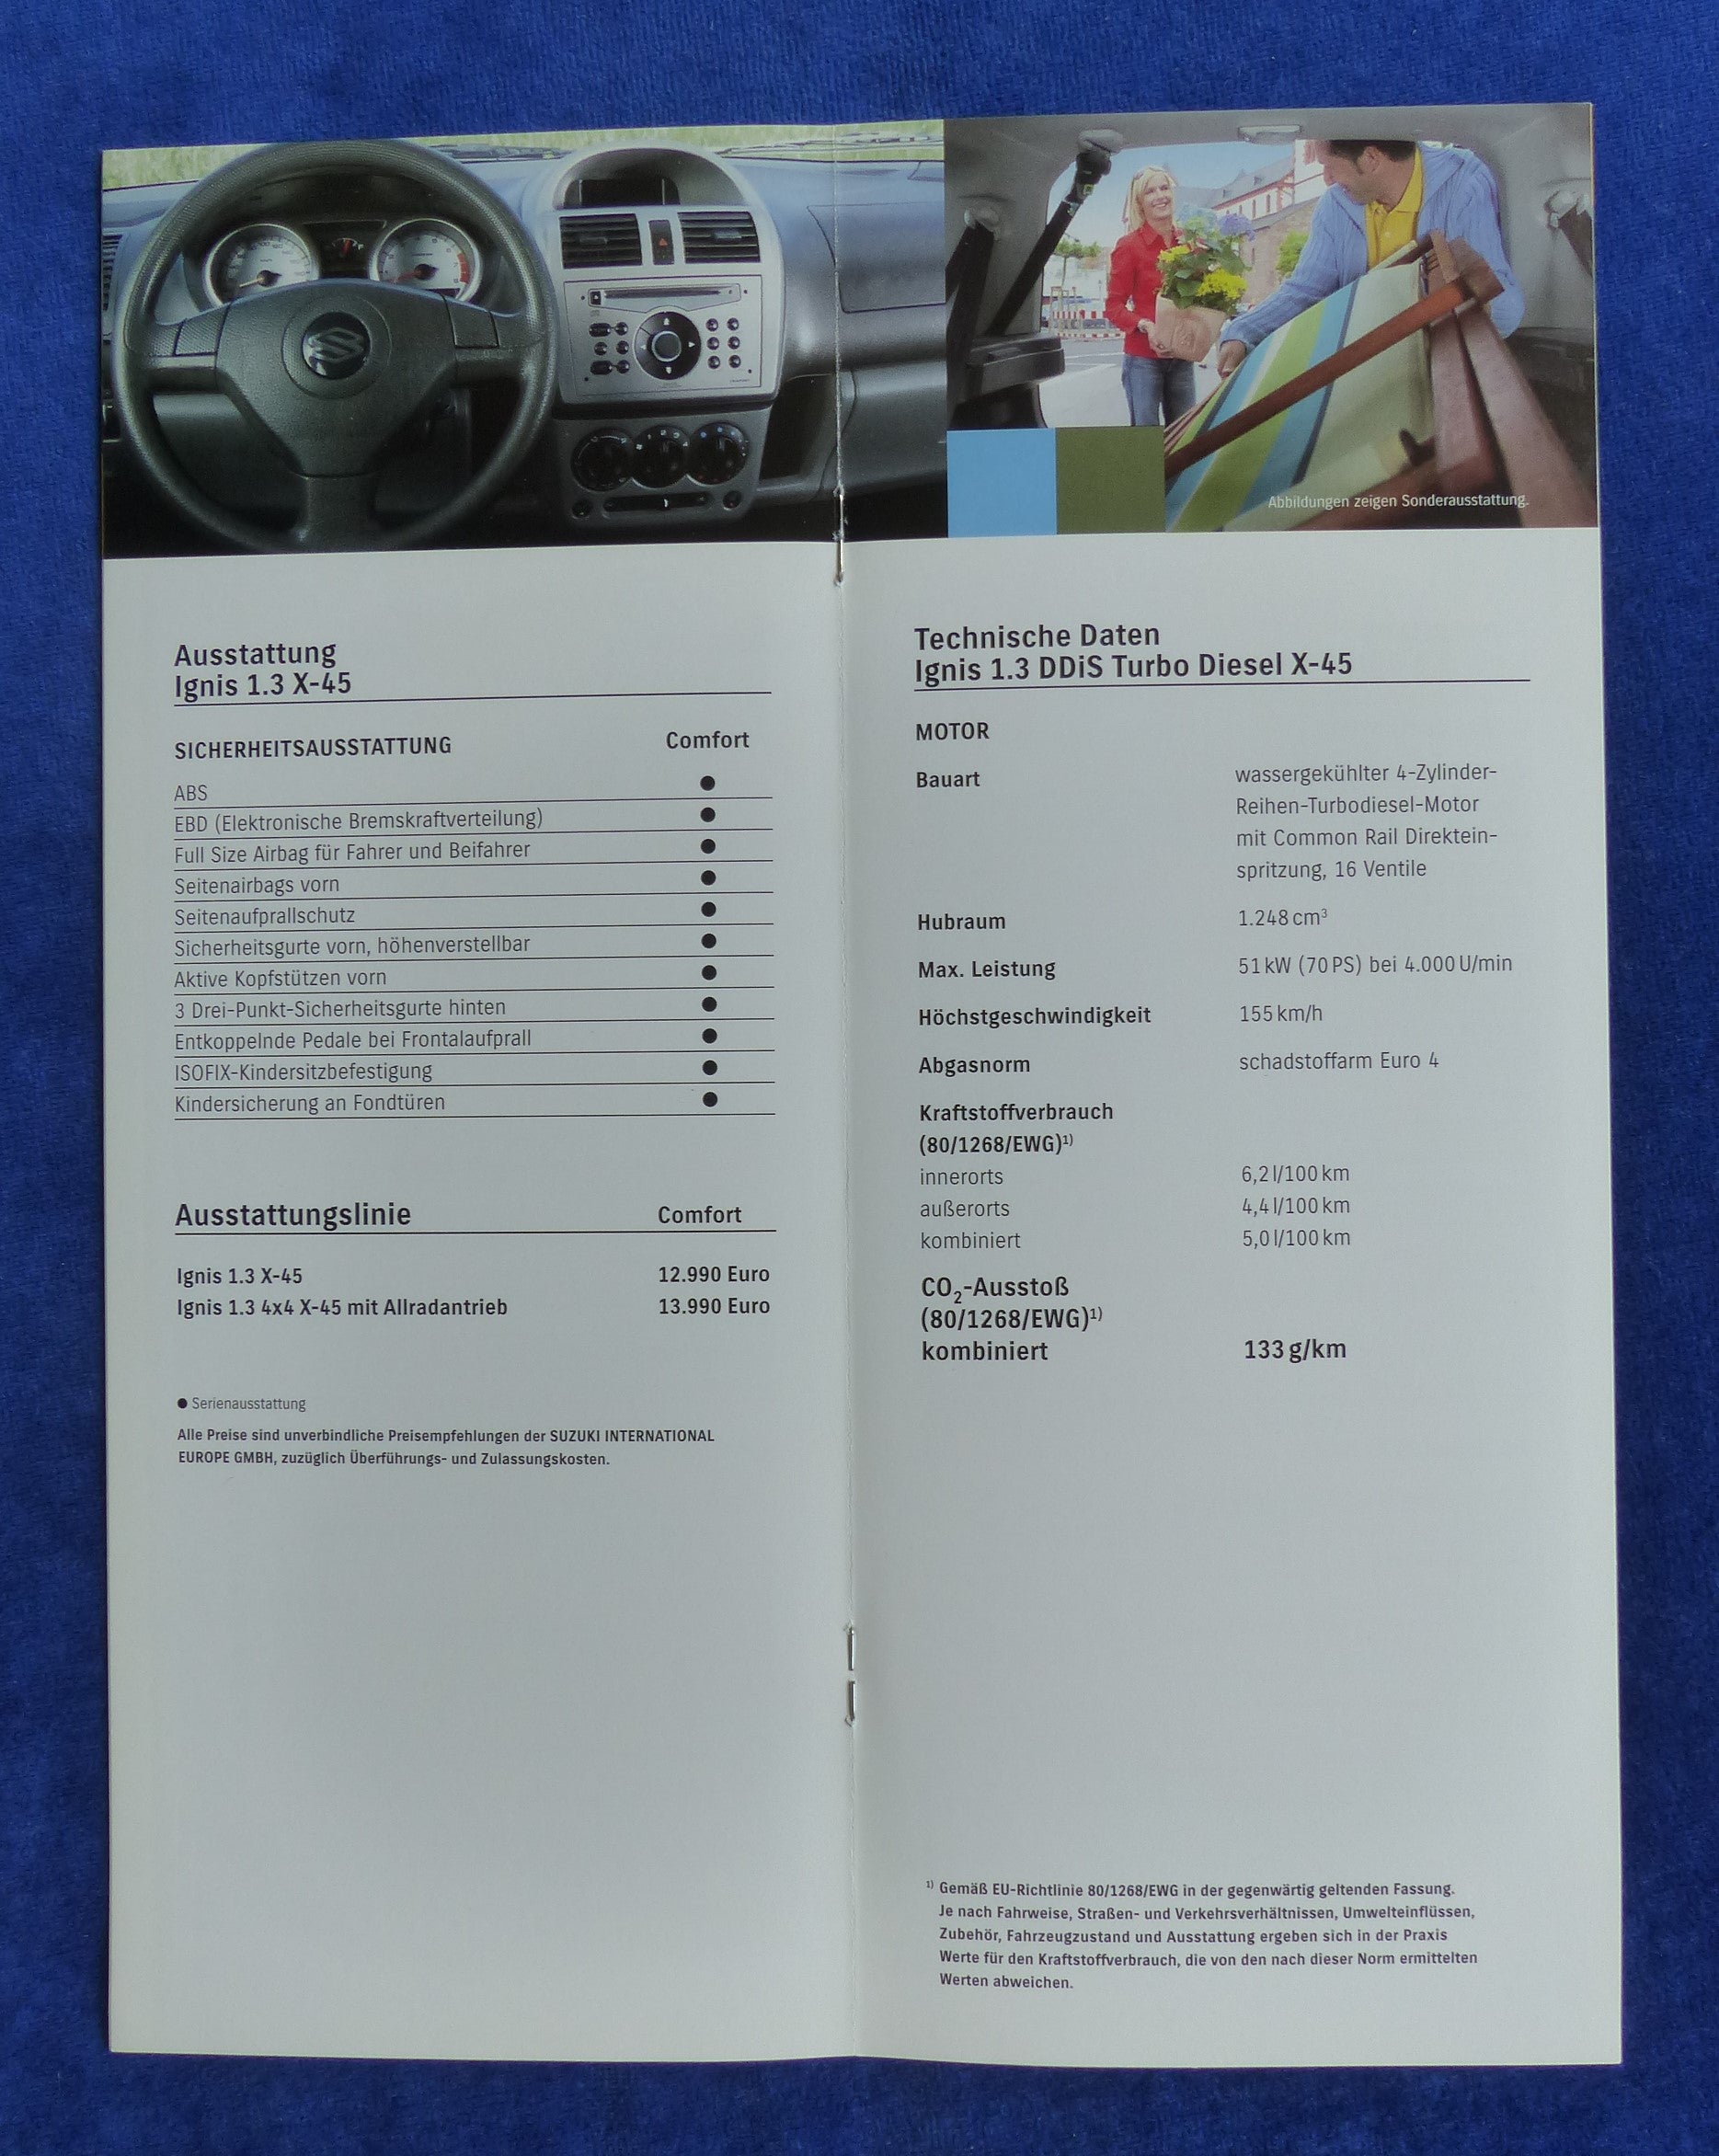 Abbildungen zeigen Sonderausstattung.
Ausstattung
Ignis 1.3 X-45
SICHERHEITSAUSSTATTUNG Comfort
ABS ●
EBD (Elektronische Bremskraftverteilung) ●
Full Size Airbag für Fahrer und Beifahrer ●
Seitenairbags vorn ●
Seitenaufprallschutz ●
Sicherheitsgurte vorn, höhenverstellbar ●
Aktive Kopfstützen vorn ●
3 Drei-Punkt-Sicherheitsgurte hinten ●
Entkoppelnde Pedale bei Frontalaufprall ●
ISOFIX-Kindersitzbefestigung ●
Kindersicherung an Fondtüren ●
Ausstattungslinie Comfort
Ignis 1.3 X-45 12.990 Euro
Ignis 1.3 4x4 X-45 mit Allradantrieb 13.990 Euro
● Serienausstattung
Alle Preise sind unverbindliche Preisempfehlungen der SUZUKI INTERNATIONAL
EUROPE GMBH, zuzüglich Überführungs- und Zulassungskosten.
Technische Daten
Ignis 1.3 DDiS Turbo Diesel X-45
MOTOR
Bauart wassergekühlter 4-Zylinder-
Reihen-Turbodiesel-Motor
mit Common Rail Direktein-
spritzung, 16 Ventile
Hubraum 1.248 cm³
Max. Leistung 51 kW (70 PS) bei 4.000 U/min
Höchstgeschwindigkeit 155 km/h
Abgasnorm schadstoffarm Euro 4
Kraftstoffverbrauch
(80/1268/EWG)¹⁾
innerorts 6,2 l/100 km
außerorts 4,4 l/100 km
kombiniert 5,0 l/100 km
CO₂-Ausstoß
(80/1268/EWG)¹⁾
kombiniert 133 g/km
¹⁾ Gemäß EU-Richtlinie 80/1268/EWG in der gegenwärtig geltenden Fassung.
Je nach Fahrweise, Straßen- und Verkehrsverhältnissen, Umwelteinflüssen,
Zubehör, Fahrzeugzustand und Ausstattung ergeben sich in der Praxis
Werte für den Kraftstoffverbrauch, die von den nach dieser Norm ermittelten
Werten abweichen.